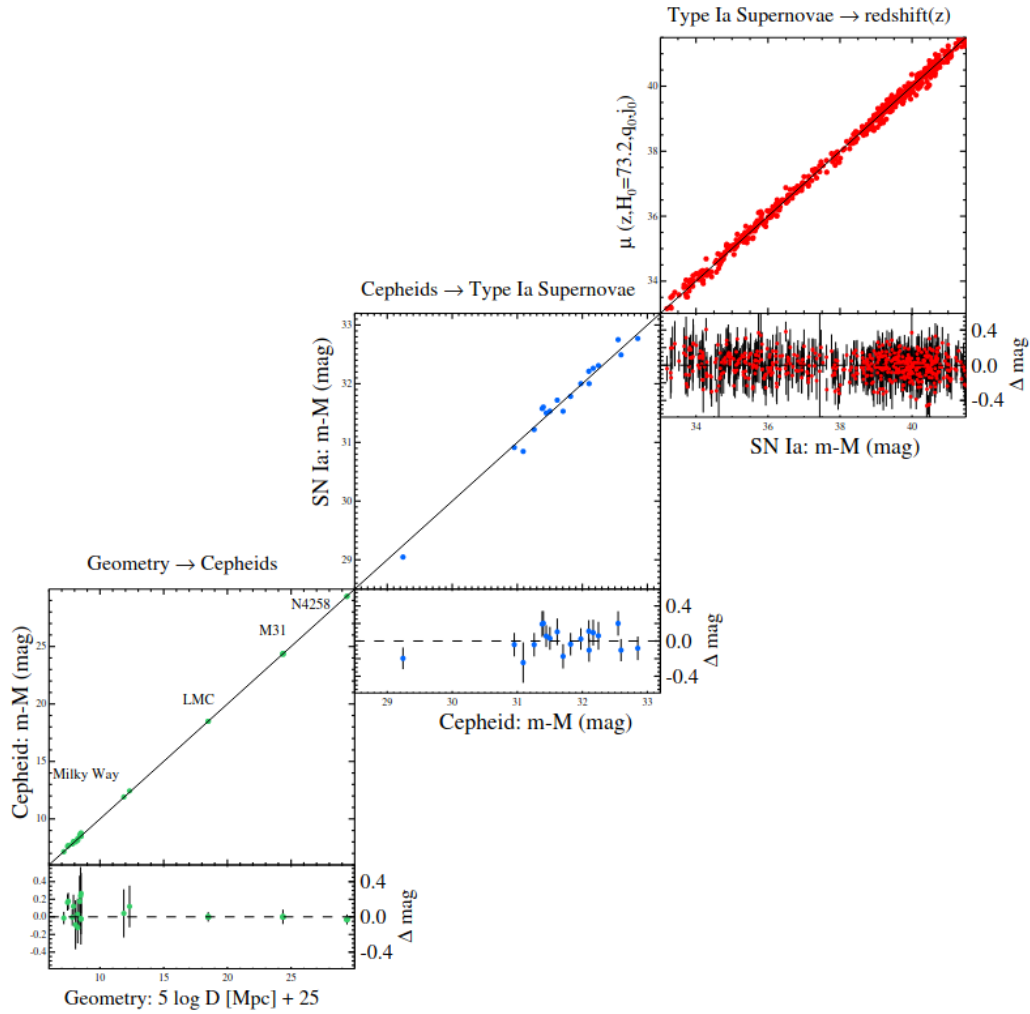 Type Ia Supernovae → redshift(z)
40
38
36
34
μ (z,H₀=73.2,q₀,j₀)
0.4
0.0
-0.4
Δ mag
34
36
38
40
SN Ia: m-M (mag)
Cepheids → Type Ia Supernovae
33
32
31
30
29
SN Ia: m-M (mag)
0.4
0.0
-0.4
Δ mag
29
30
31
32
33
Cepheid: m-M (mag)
Geometry → Cepheids
N4258
M31
LMC
Milky Way
25
20
15
10
Cepheid: m-M (mag)
0.4
0.2
0.0
-0.2
-0.4
0.4
0.0
-0.4
Δ mag
10
15
20
25
Geometry: 5 log D [Mpc] + 25